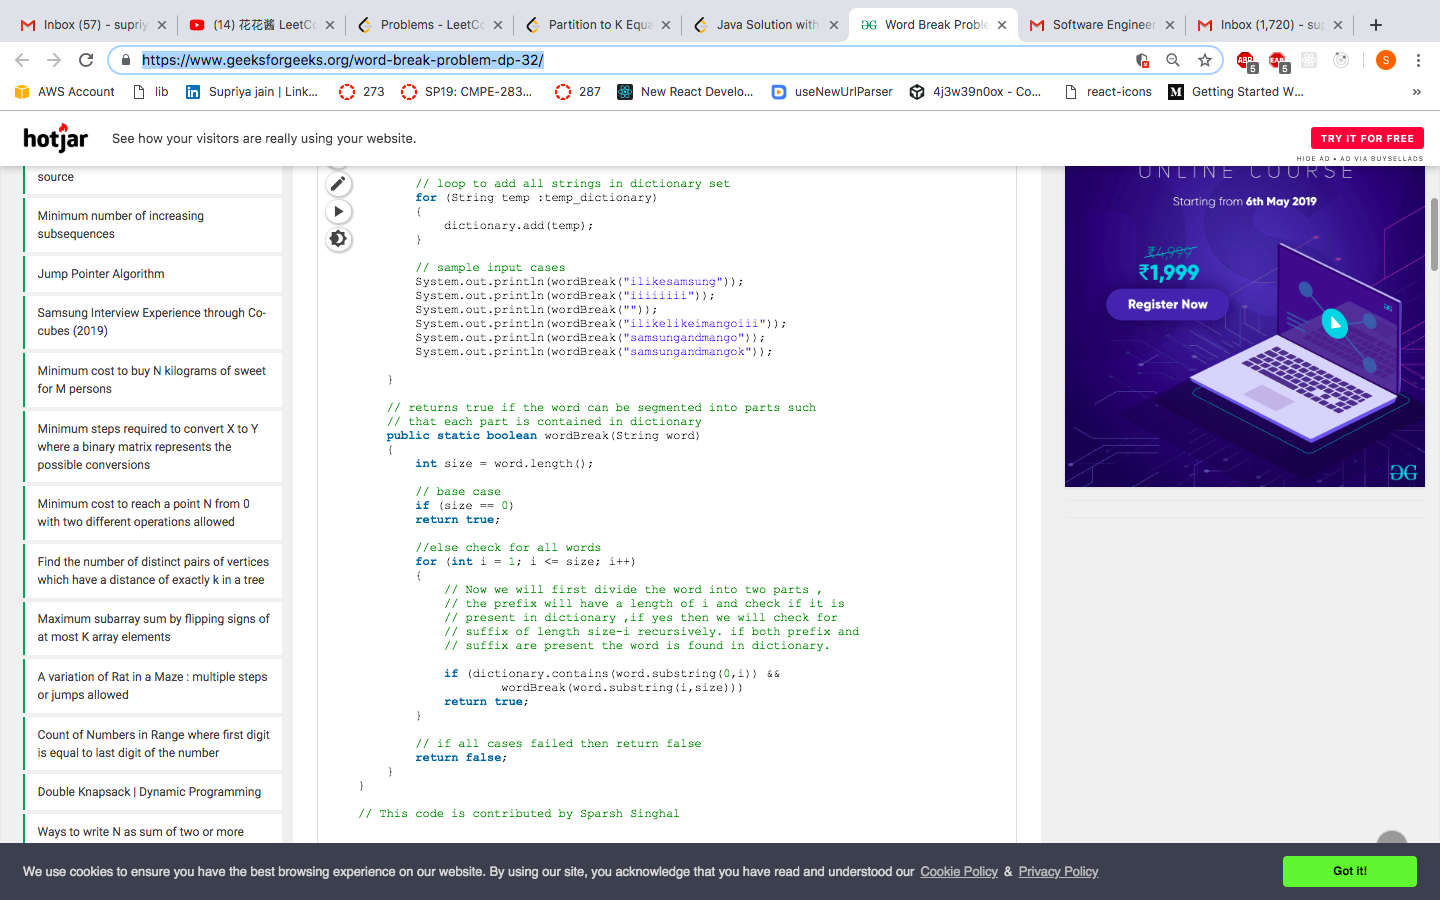 Inbox (57) - supriy
(14) 花花酱 LeetCo
Problems - LeetCo
Partition to K Equa
Java Solution with
Word Break Proble
Software Engineer
Inbox (1,720) - sup
https://www.geeksforgeeks.org/word-break-problem-dp-32/
ABP 5
5
S
AWS Account
lib
Supriya jain | Link...
273
SP19: CMPE-283...
287
New React Develo...
useNewUrlParser
4j3w39n0ox - Co...
react-icons
Getting Started W...
»
hotjar
See how your visitors are really using your website.
TRY IT FOR FREE
HIDE AD • AD VIA BUYSELLADS
source
Minimum number of increasing
subsequences
Jump Pointer Algorithm
Samsung Interview Experience through Co-
cubes (2019)
Minimum cost to buy N kilograms of sweet
for M persons
Minimum steps required to convert X to Y
where a binary matrix represents the
possible conversions
Minimum cost to reach a point N from 0
with two different operations allowed
Find the number of distinct pairs of vertices
which have a distance of exactly k in a tree
Maximum subarray sum by flipping signs of
at most K array elements
A variation of Rat in a Maze : multiple steps
or jumps allowed
Count of Numbers in Range where first digit
is equal to last digit of the number
Double Knapsack | Dynamic Programming
Ways to write N as sum of two or more
// loop to add all strings in dictionary set
for (String temp :temp_dictionary)
{
dictionary.add(temp);
}
// sample input cases
System.out.println(wordBreak("ilikesamsung"));
System.out.println(wordBreak("iiiiiiii"));
System.out.println(wordBreak(""));
System.out.println(wordBreak("ilikelikeimangoiii"));
System.out.println(wordBreak("samsungandmango"));
System.out.println(wordBreak("samsungandmangok"));
}
// returns true if the word can be segmented into parts such
// that each part is contained in dictionary
public static boolean wordBreak(String word)
{
int size = word.length();
// base case
if (size == 0)
return true;
//else check for all words
for (int i = 1; i <= size; i++)
{
// Now we will first divide the word into two parts ,
// the prefix will have a length of i and check if it is
// present in dictionary ,if yes then we will check for
// suffix of length size-i recursively. if both prefix and
// suffix are present the word is found in dictionary.
if (dictionary.contains(word.substring(0,i)) &&
wordBreak(word.substring(i,size)))
return true;
}
// if all cases failed then return false
return false;
}
}
// This code is contributed by Sparsh Singhal
ONLINE COURSE
Starting from 6th May 2019
₹4,999
₹1,999
Register Now
We use cookies to ensure you have the best browsing experience on our website. By using our site, you acknowledge that you have read and understood our Cookie Policy & Privacy Policy
Got it!